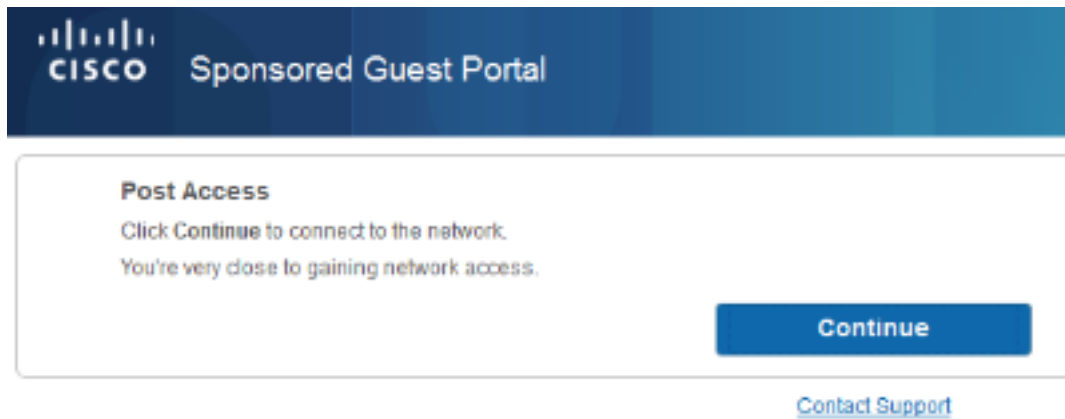 CISCO
Sponsored Guest Portal
Post Access
Click Continue to connect to the network.
You're very close to gaining network access.
Continue
Contact Support